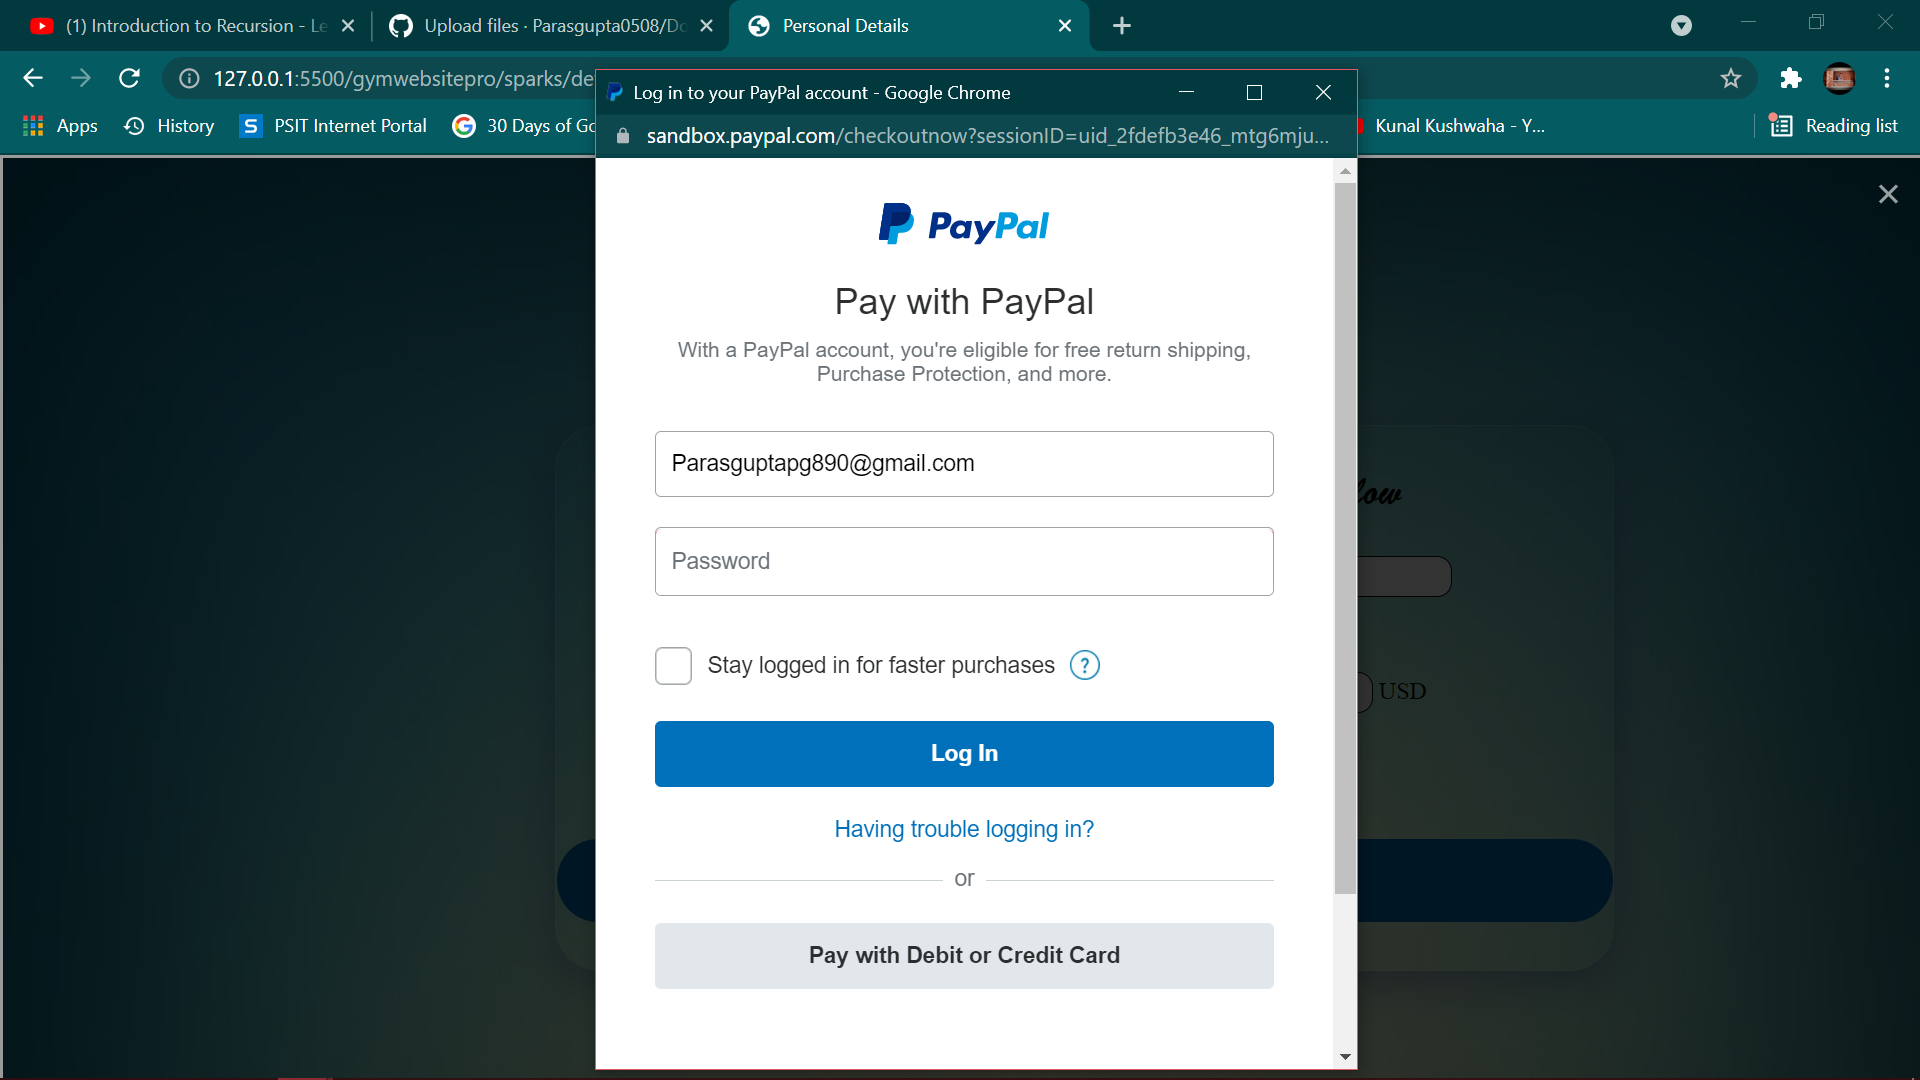 (1) Introduction to Recursion - Le
Upload files · Parasgupta0508/Do
Personal Details
127.0.0.1:5500/gymwebsitepro/sparks/de
Apps
History
PSIT Internet Portal
30 Days of Go
Kunal Kushwaha - Y...
Reading list
Log in to your PayPal account - Google Chrome
sandbox.paypal.com/checkoutnow?sessionID=uid_2fdefb3e46_mtg6mju...
PayPal
Pay with PayPal
With a PayPal account, you're eligible for free return shipping,
Purchase Protection, and more.
Parasguptapg890@gmail.com
Password
Stay logged in for faster purchases ?
Log In
Having trouble logging in?
or
Pay with Debit or Credit Card
low
USD